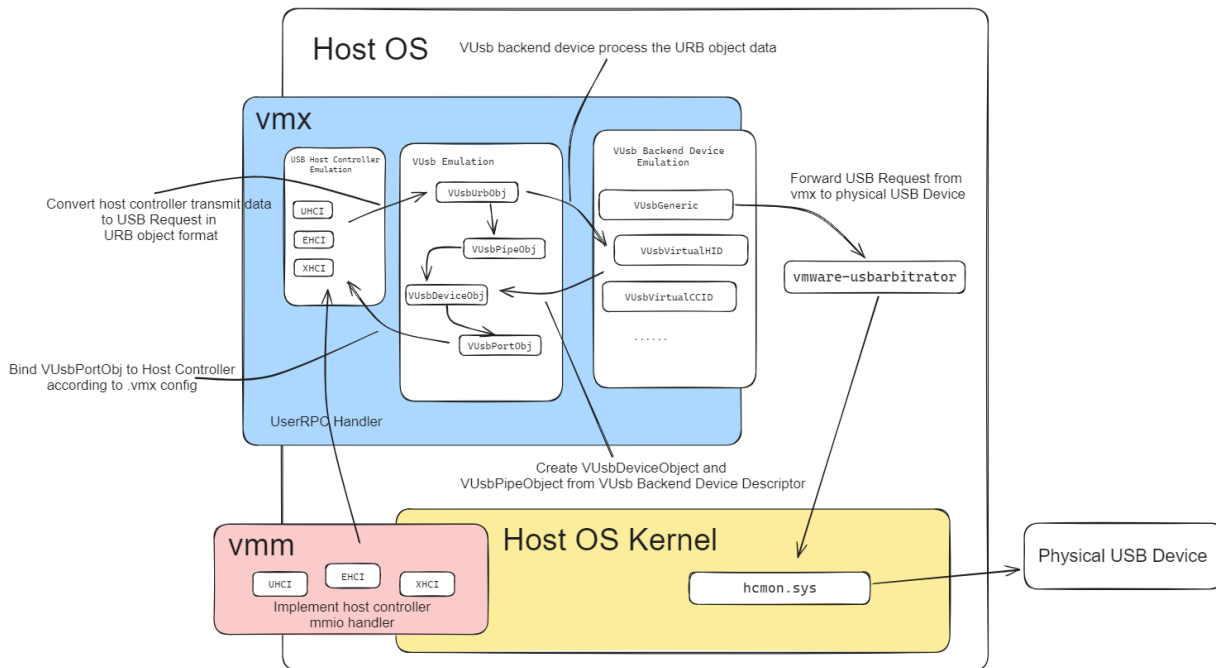 Host OS
VUsb backend device process the URB object data
vmx
USB Host Controller
Emulation
UHCI
EHCI
XHCI
VUsb Emulation
VUsbUrbObj
VUsbPipeObj
VUsbDeviceObj
VUsbPortObj
VUsb Backend Device
Emulation
VUsbGeneric
VUsbVirtualHID
VUsbVirtualCCID
......
Forward USB Request from
vmx to physical USB Device
vmware-usbarbitrator
Convert host controller transmit data
to USB Request in
URB object format
Bind VUsbPortObj to Host Controller
according to .vmx config
UserRPC Handler
Create VUsbDeviceObject and
VUsbPipeObject from VUsb Backend Device Descriptor
vmm
UHCI
EHCI
XHCI
Implement host controller
mmio handler
Host OS Kernel
hcmon.sys
Physical USB Device